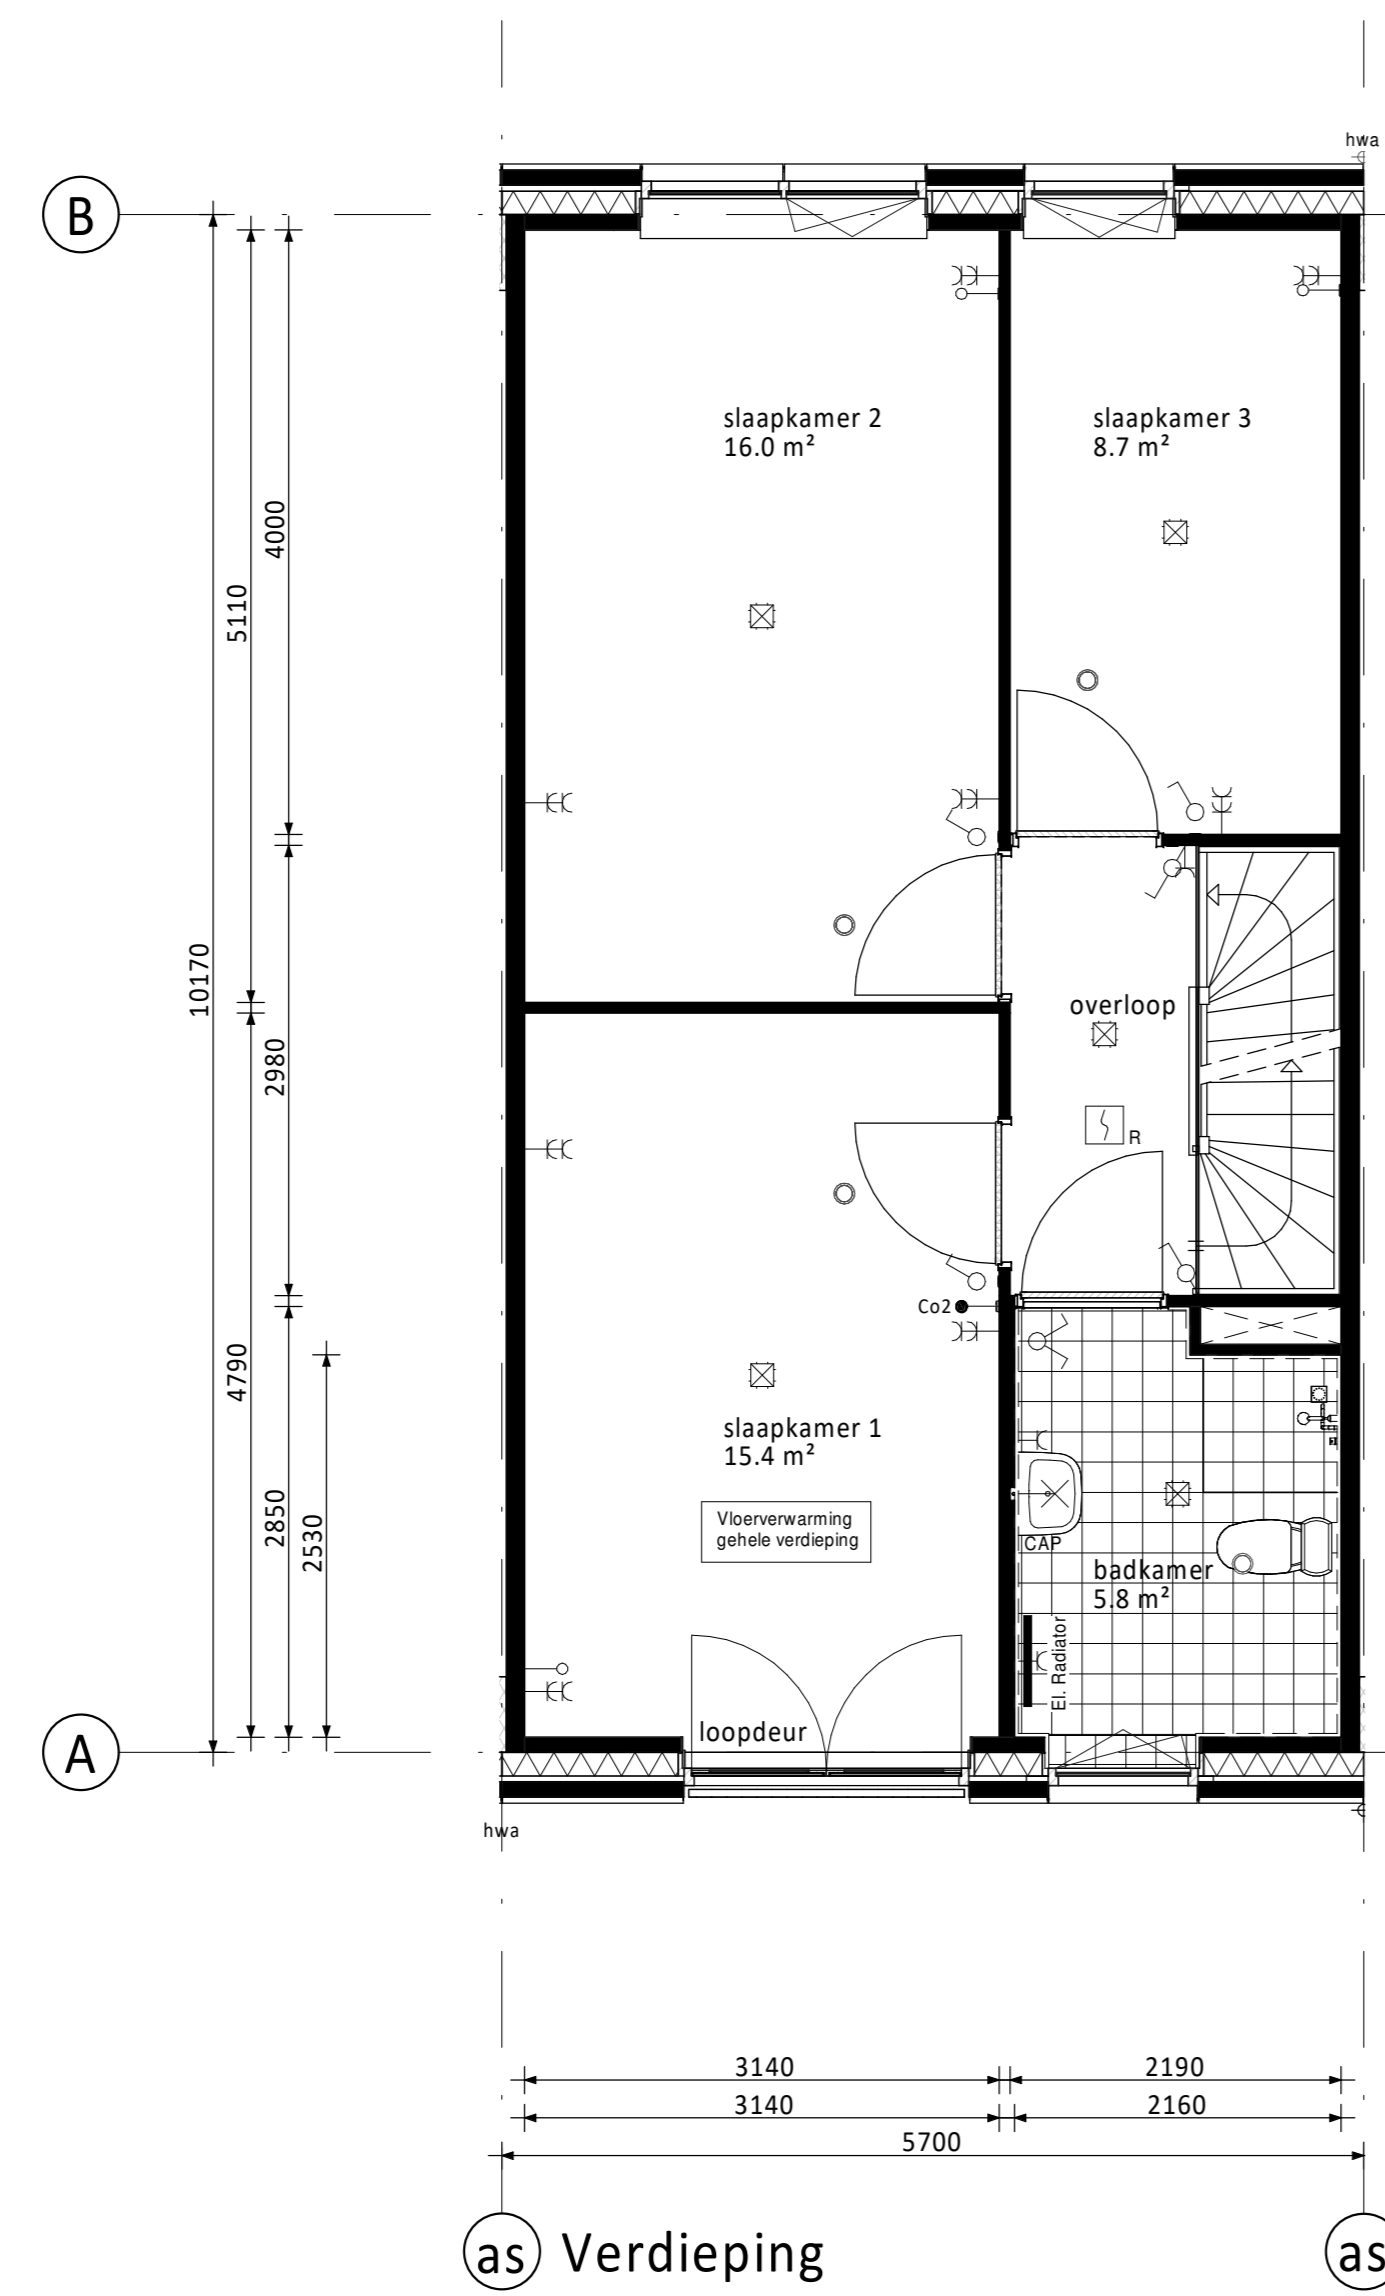 hwa
B
slaapkamer 2
16.0 m²
slaapkamer 3
8.7 m²
4000
5110
10170
2980
overloop
R
Co2
4790
slaapkamer 1
15.4 m²
2850
2530
Vloerverwarming
gehele verdieping
CAP
badkamer
5.8 m²
El. Radiator
A
loopdeur
hwa
3140
2190
3140
2160
5700
as
Verdieping
as